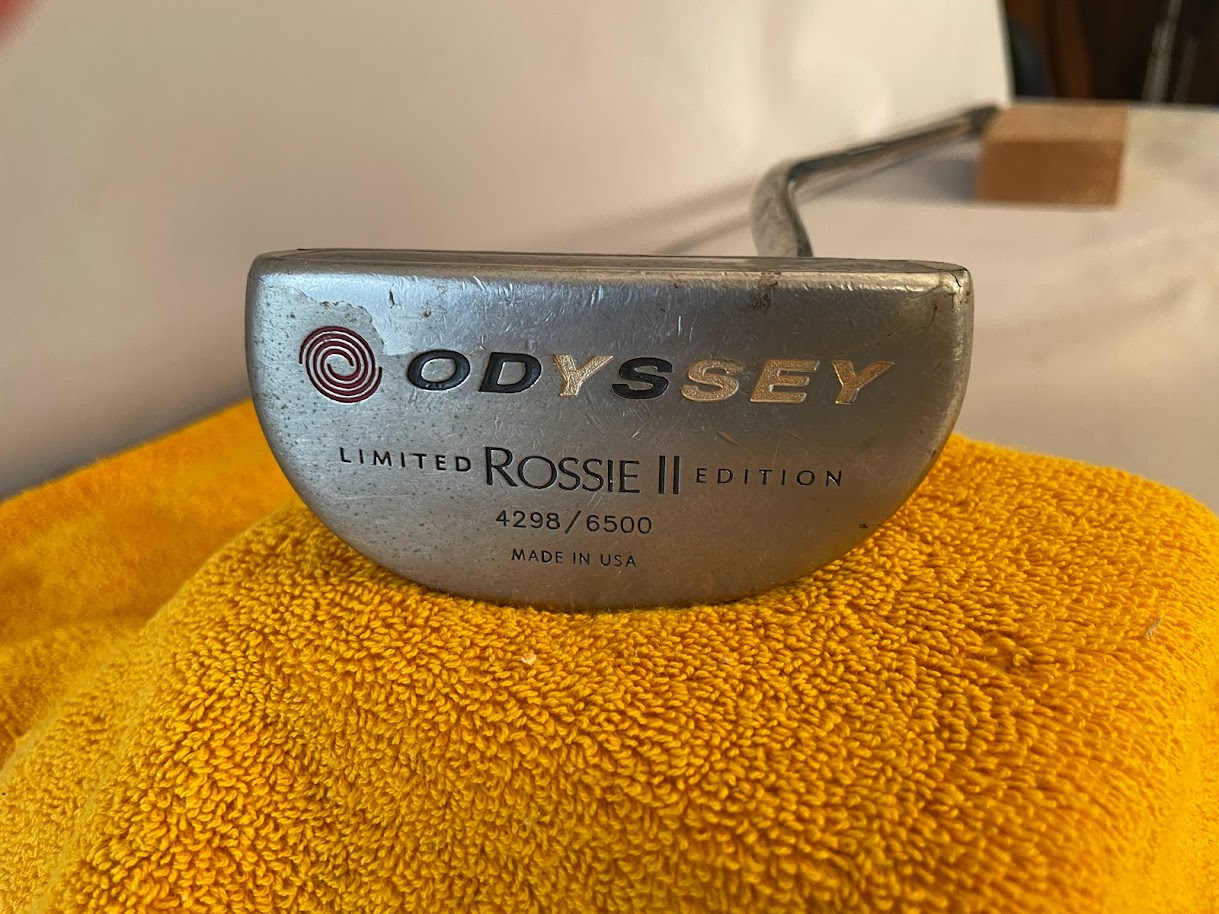 ODYSSEY
LIMITED ROSSIE II EDITION
4298/6500
MADE IN USA